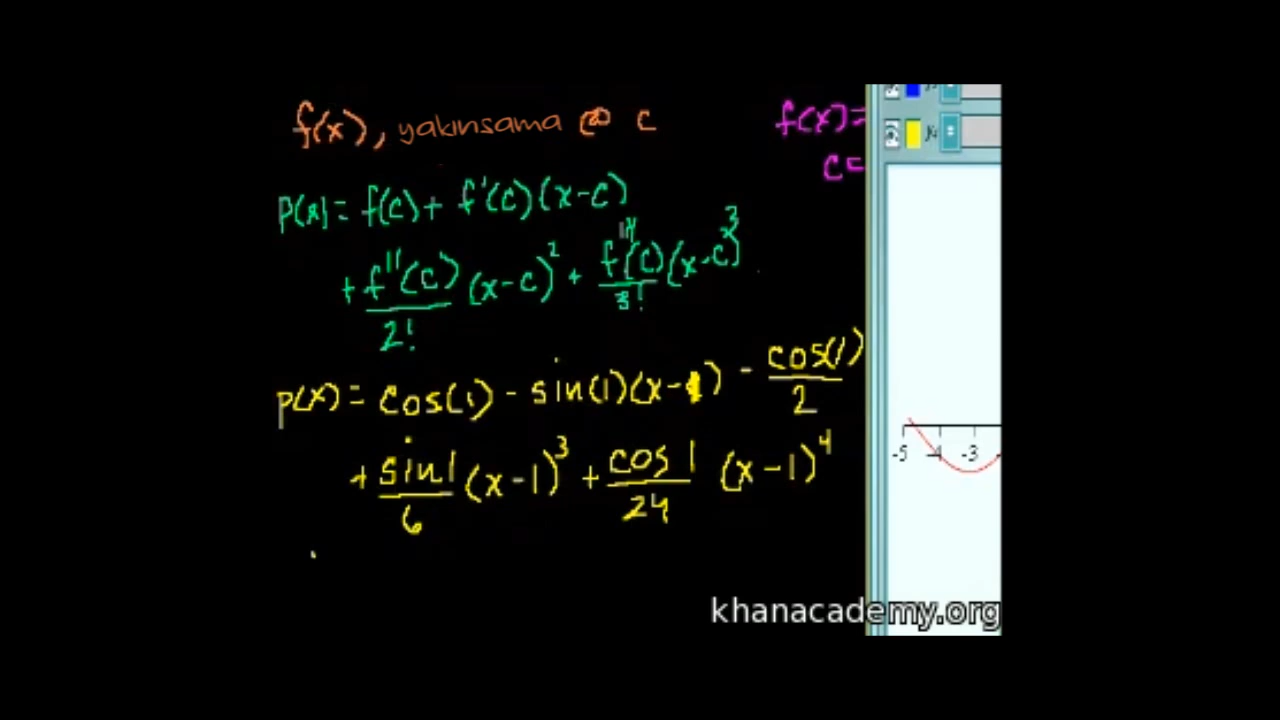 f(x), yakınsama @ c
f(x)=
c=
P(x) = f(c) + f'(c)(x-c)
+ f''(c)/2! (x-c)² + f'''(c)/3! (x-c)³
p(x) = cos(1) - sin(1)(x-1) - cos(1)/2
+ sin1/6 (x-1)³ + cos1/24 (x-1)⁴
-5 -4 -3
khanacademy.org